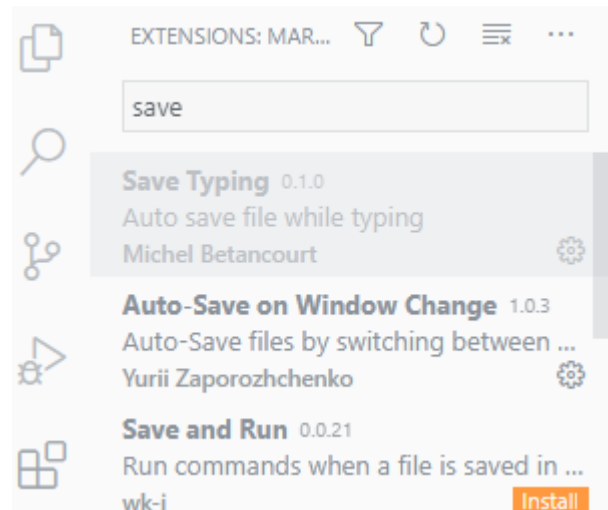 EXTENSIONS: MAR...
save
Save Typing 0.1.0
Auto save file while typing
Michel Betancourt
Auto-Save on Window Change 1.0.3
Auto-Save files by switching between ...
Yurii Zaporozhchenko
Save and Run 0.0.21
Run commands when a file is saved in ...
wk-j Install